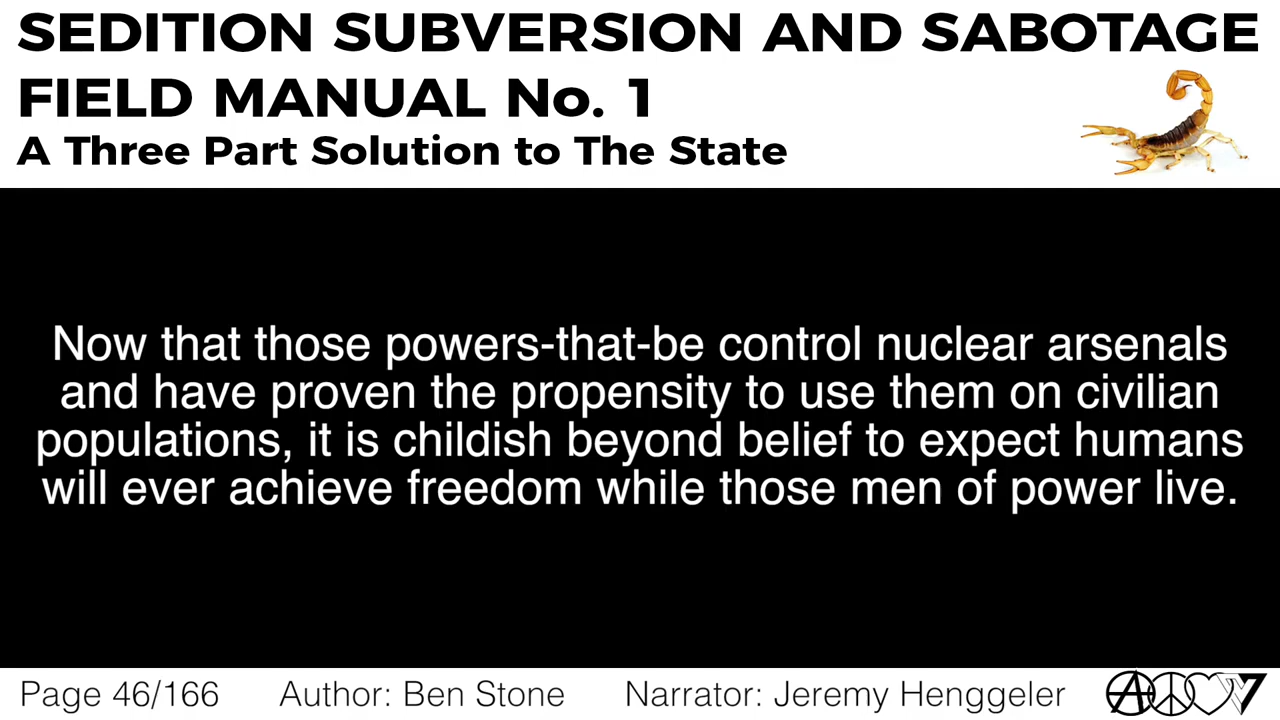 SEDITION SUBVERSION AND SABOTAGE
FIELD MANUAL No. 1
A Three Part Solution to The State
Now that those powers-that-be control nuclear arsenals
and have proven the propensity to use them on civilian
populations, it is childish beyond belief to expect humans
will ever achieve freedom while those men of power live.
Page 46/166 Author: Ben Stone Narrator: Jeremy Henggeler